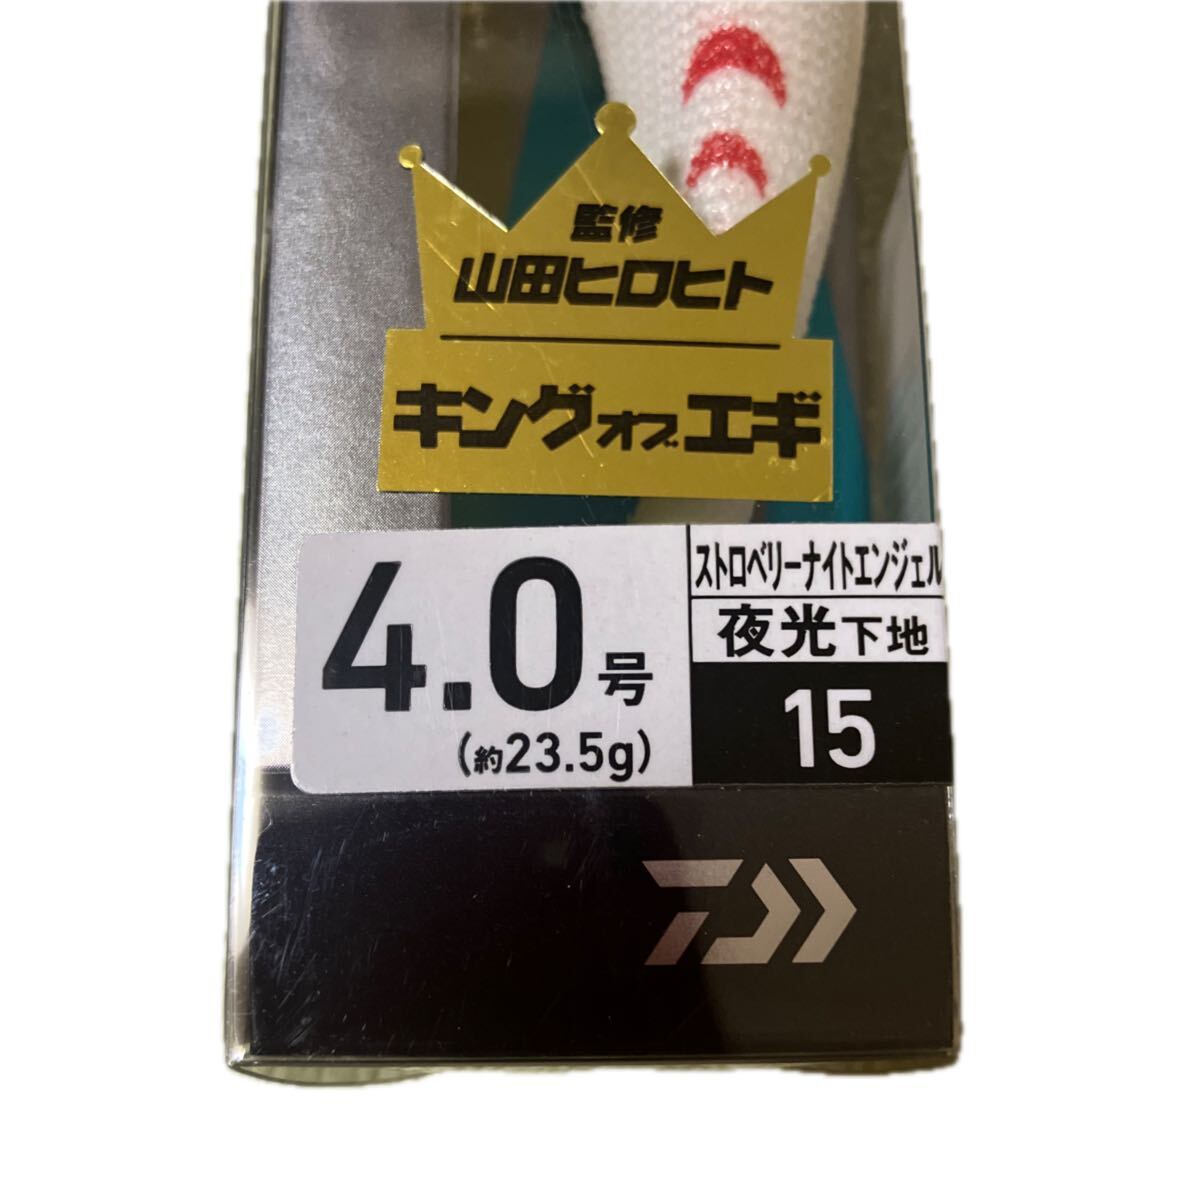 監修
山田ヒロヒト
キングオブエギ
4.0号
(約23.5g)
ストロベリーナイトエンジェル
夜光下地
15